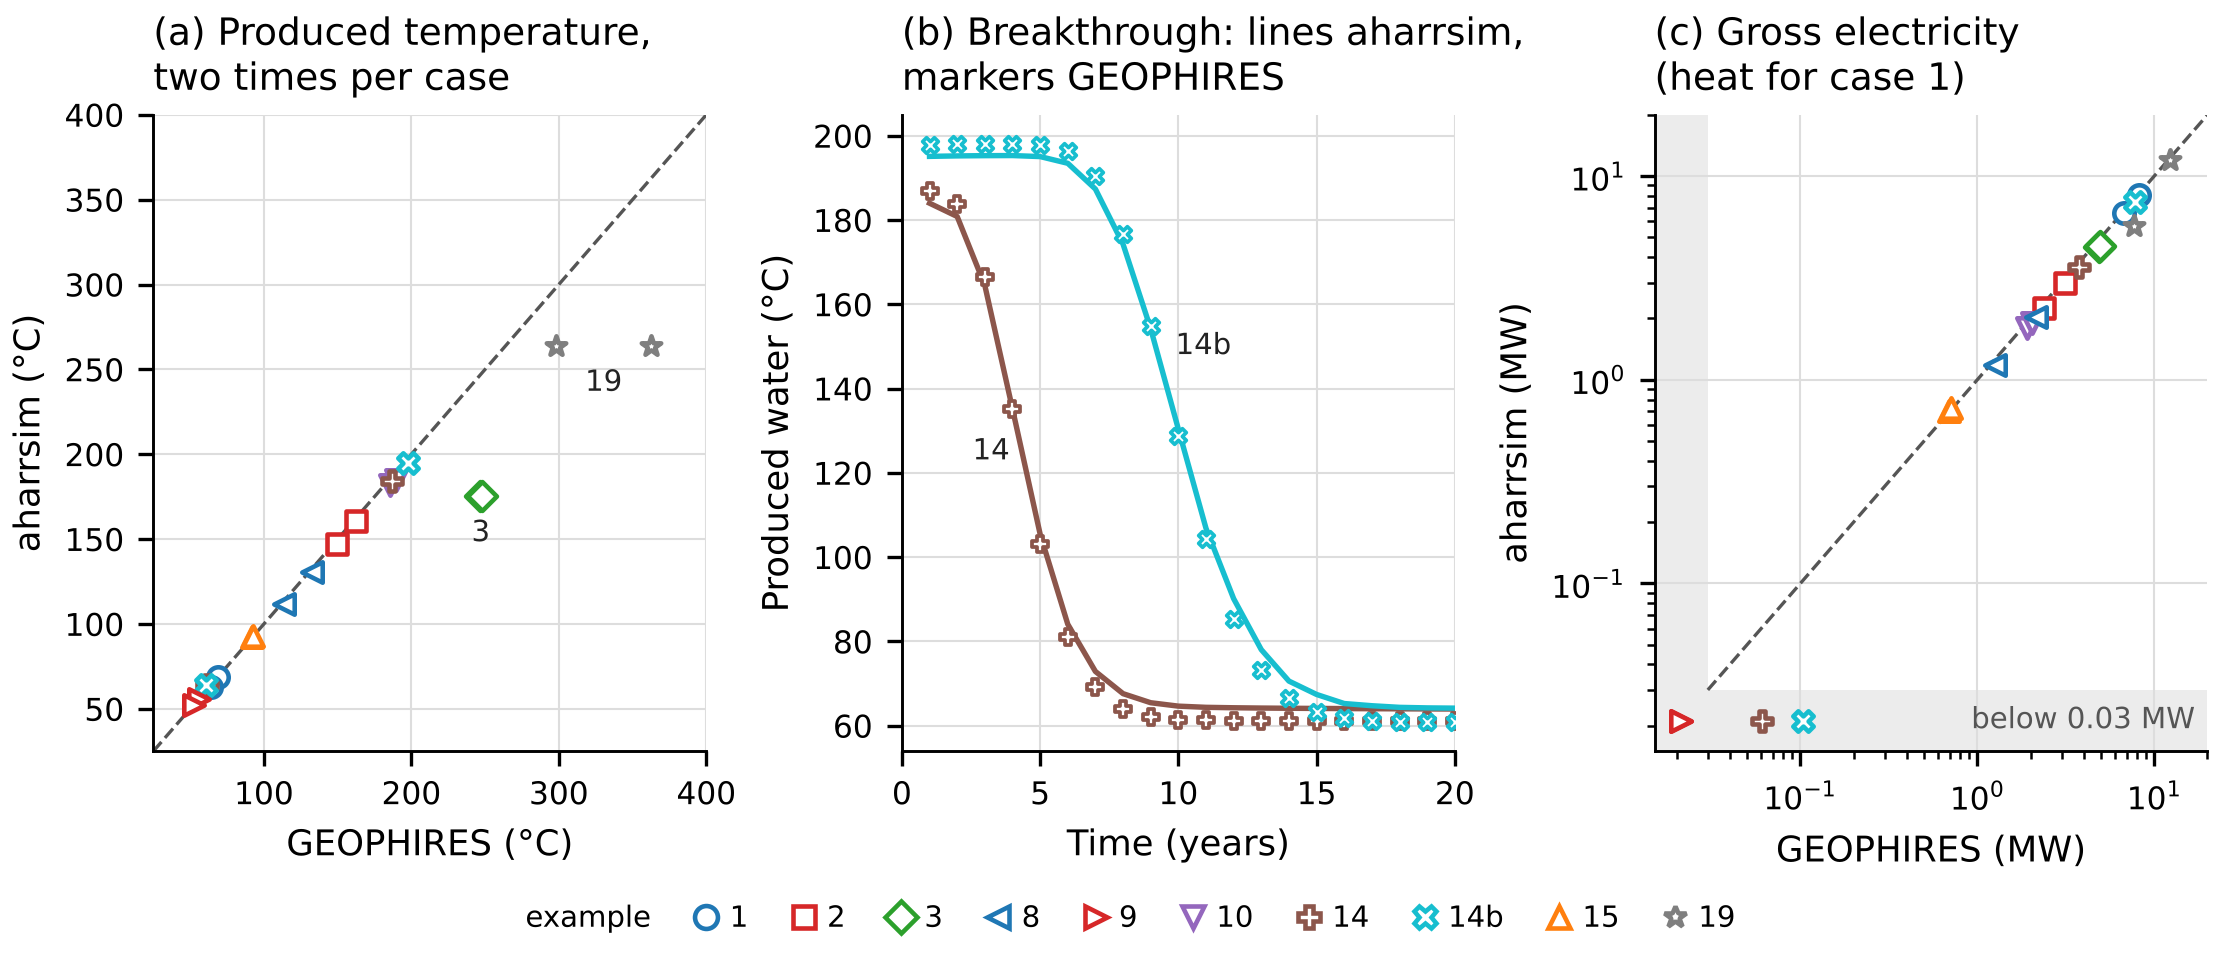 (a) Produced temperature,
two times per case
400
350
300
250
200
150
100
50
100
200
300
400
aharrsim (°C)
GEOPHIRES (°C)
19
3
(b) Breakthrough: lines aharrsim,
markers GEOPHIRES
200
180
160
140
120
100
80
60
0
5
10
15
20
Produced water (°C)
Time (years)
14b
14
(c) Gross electricity
(heat for case 1)
10¹
10⁰
10⁻¹
10⁻¹
10⁰
10¹
aharrsim (MW)
GEOPHIRES (MW)
below 0.03 MW
example 1 2 3 8 9 10 14 14b 15 19